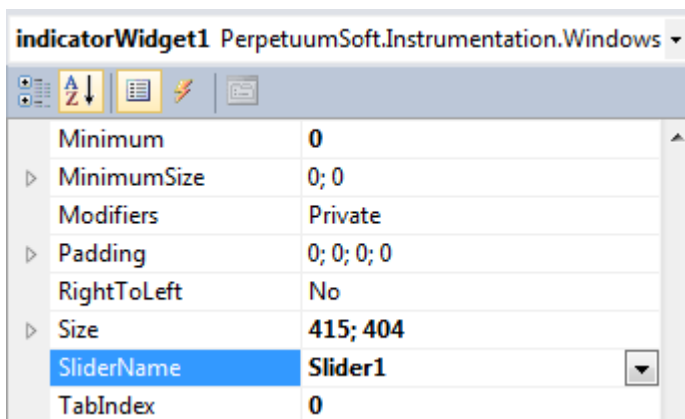 indicatorWidget1 PerpetuumSoft.Instrumentation.Windows
A Z
Minimum 0
MinimumSize 0; 0
Modifiers Private
Padding 0; 0; 0; 0
RightToLeft No
Size 415; 404
SliderName Slider1
TabIndex 0